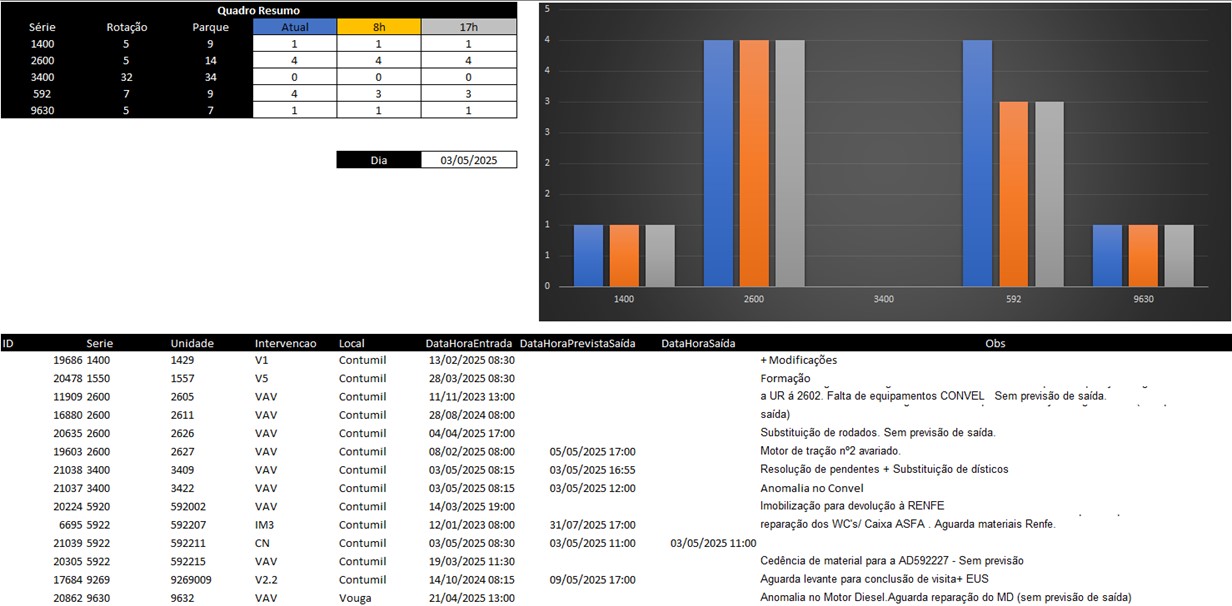 Quadro Resumo
Série Rotação Parque Atual 8h 17h
1400 5 9 1 1 1
2600 5 14 4 4 4
3400 32 34 0 0 0
592 7 9 4 3 3
9630 5 7 1 1 1
Dia 03/05/2025
5
4
4
3
3
2
2
1
1
0
1400 2600 3400 592 9630
ID Serie Unidade Intervencao Local DataHoraEntrada DataHoraPrevistaSaída DataHoraSaída Obs
19686 1400 1429 V1 Contumil 13/02/2025 08:30 + Modificações
20478 1550 1557 V5 Contumil 28/03/2025 08:30 Formação
11909 2600 2605 VAV Contumil 11/11/2023 13:00 a UR á 2602. Falta de equipamentos CONVEL Sem previsão de saída.
16880 2600 2611 VAV Contumil 28/08/2024 08:00 saída)
20635 2600 2626 VAV Contumil 04/04/2025 17:00 Substituição de rodados. Sem previsão de saída.
19603 2600 2627 VAV Contumil 08/02/2025 08:00 05/05/2025 17:00 Motor de tração nº2 avariado.
21038 3400 3409 VAV Contumil 03/05/2025 08:15 03/05/2025 16:55 Resolução de pendentes + Substituição de dísticos
21037 3400 3422 VAV Contumil 03/05/2025 08:15 03/05/2025 12:00 Anomalia no Convel
20224 5920 592002 VAV Contumil 14/03/2025 19:00 Imobilização para devolução à RENFE
6695 5922 592207 IM3 Contumil 12/01/2023 08:00 31/07/2025 17:00 reparação dos WC's/ Caixa ASFA . Aguarda materiais Renfe.
21039 5922 592211 CN Contumil 03/05/2025 08:30 03/05/2025 11:00 03/05/2025 11:00
20305 5922 592215 VAV Contumil 19/03/2025 11:30 Cedência de material para a AD592227 - Sem previsão
17684 9269 9269009 V2.2 Contumil 14/10/2024 08:15 09/05/2025 17:00 Aguarda levante para conclusão de visita+ EUS
20862 9630 9632 VAV Vouga 21/04/2025 13:00 Anomalia no Motor Diesel.Aguarda reparação do MD (sem previsão de saída)